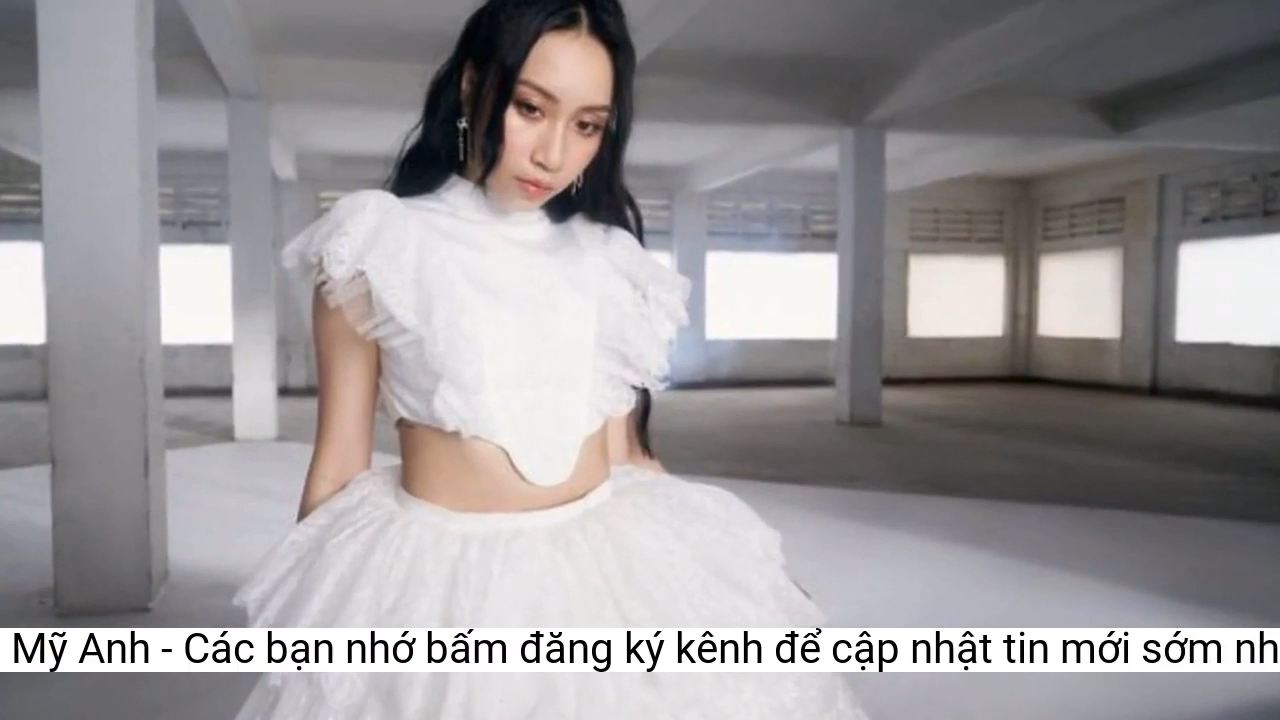 Mỹ Anh - Các bạn nhớ bấm đăng ký kênh để cập nhật tin mới sớm nh